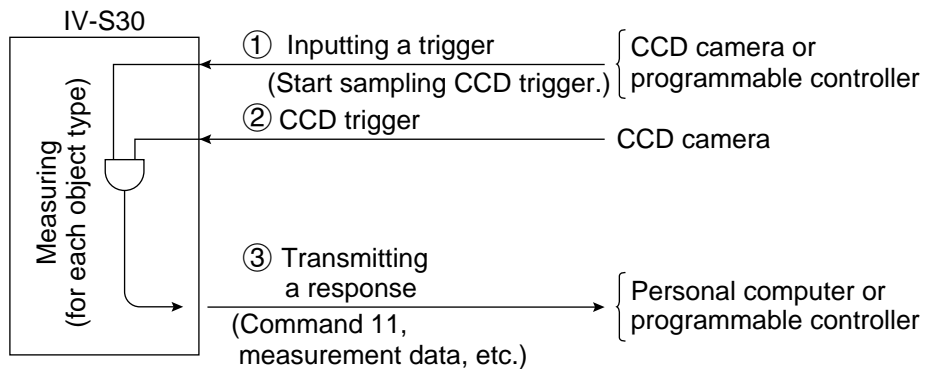 IV-S30
① Inputting a trigger
(Start sampling CCD trigger.)
CCD camera or
programmable controller
② CCD trigger
CCD camera
Measuring
(for each object type)
③ Transmitting
a response
(Command 11,
measurement data, etc.)
Personal computer or
programmable controller